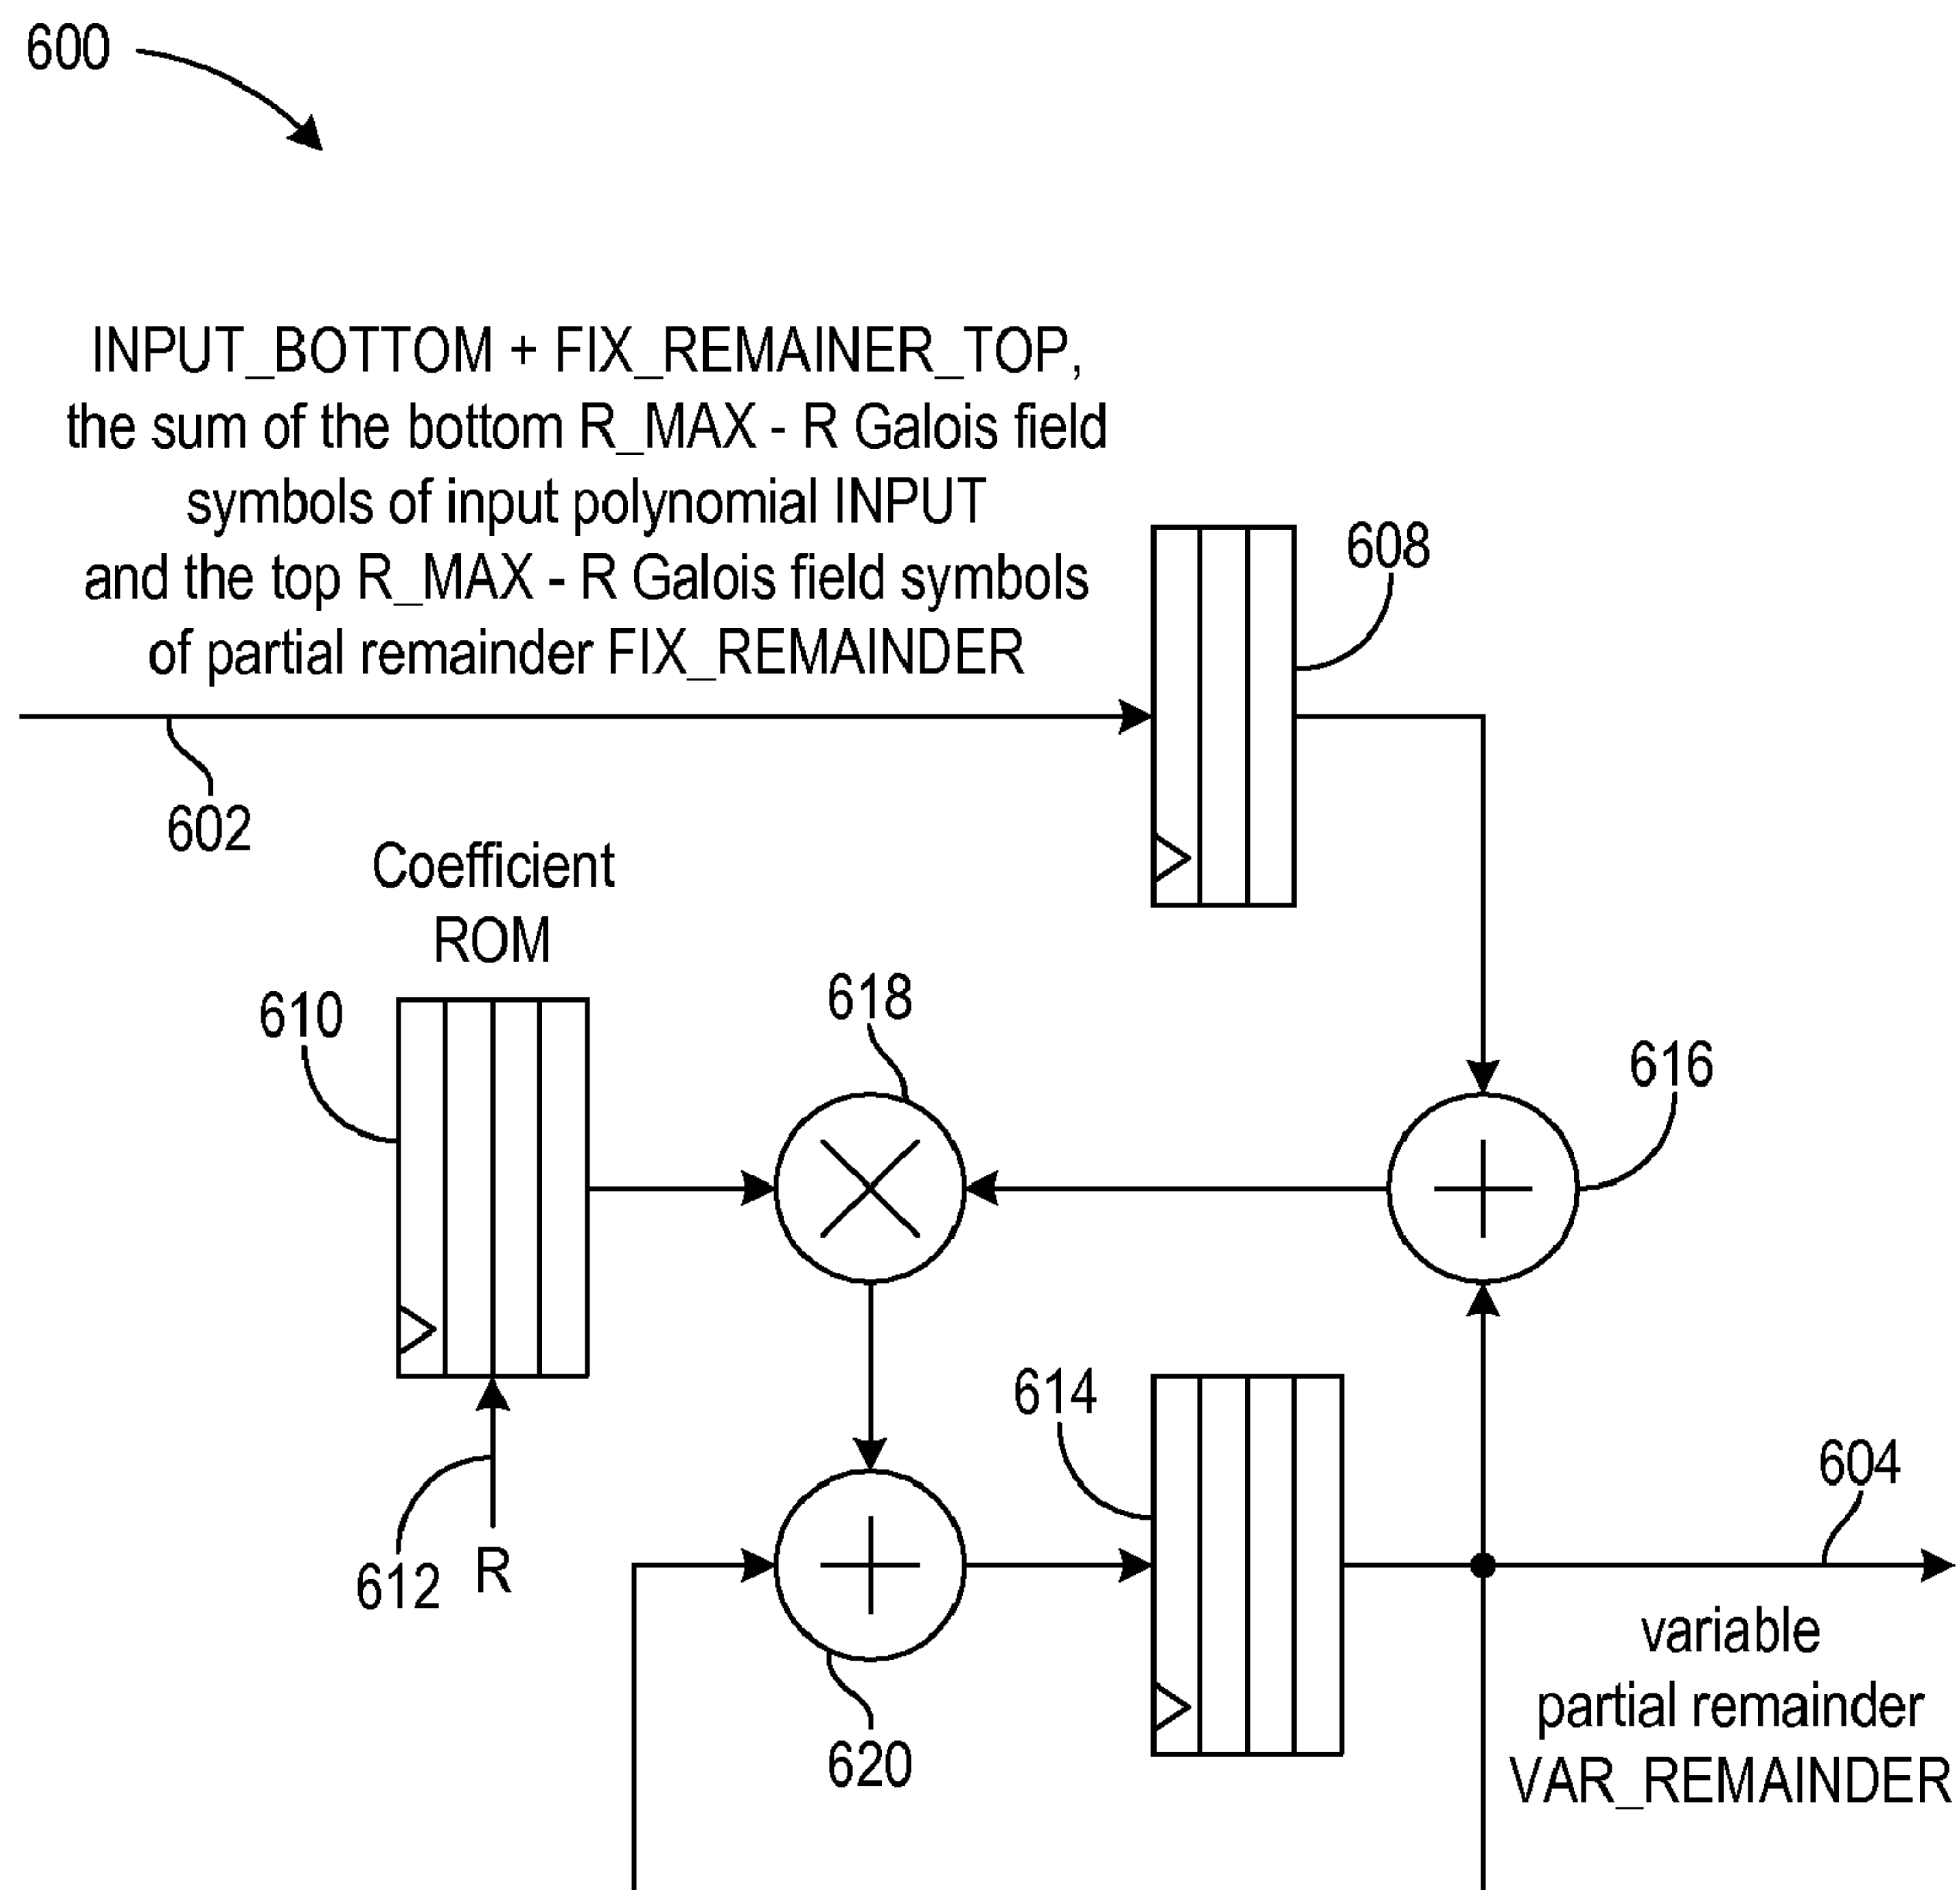 600
INPUT_BOTTOM + FIX_REMAINER_TOP,
the sum of the bottom R_MAX - R Galois field
symbols of input polynomial INPUT
and the top R_MAX - R Galois field symbols
of partial remainder FIX_REMAINDER
608
602
Coefficient
ROM
610
618
616
614
604
612
R
620
variable
partial remainder
VAR_REMAINDER